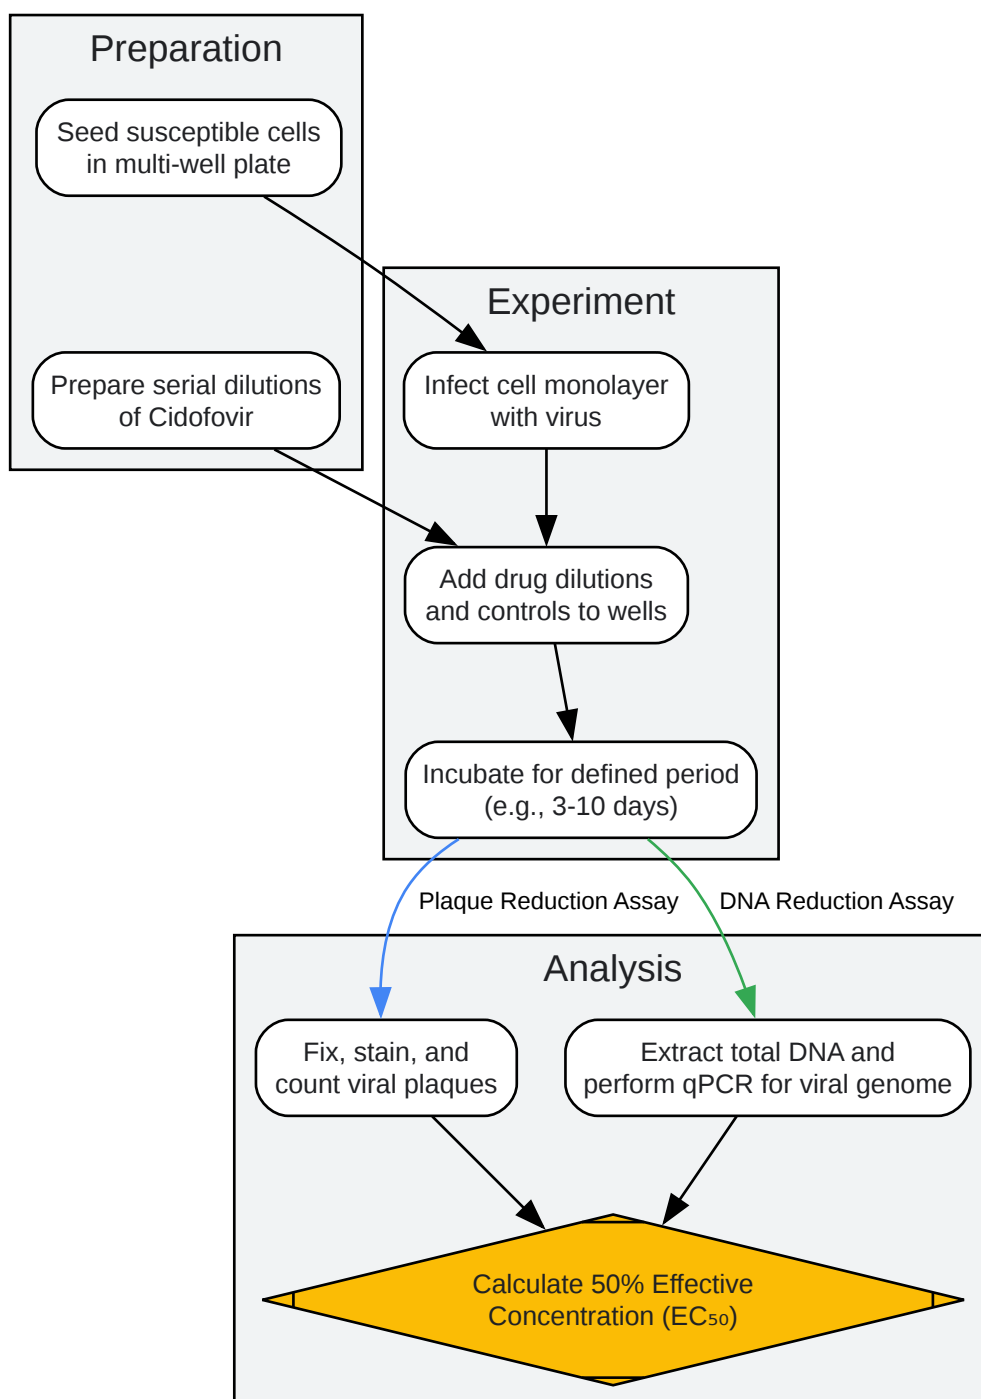 Preparation
Seed susceptible cells
in multi-well plate
Prepare serial dilutions
of Cidofovir
Experiment
Infect cell monolayer
with virus
Add drug dilutions
and controls to wells
Incubate for defined period
(e.g., 3-10 days)
Plaque Reduction Assay
DNA Reduction Assay
Analysis
Fix, stain, and
count viral plaques
Extract total DNA and
perform qPCR for viral genome
Calculate 50% Effective
Concentration (EC₅₀)